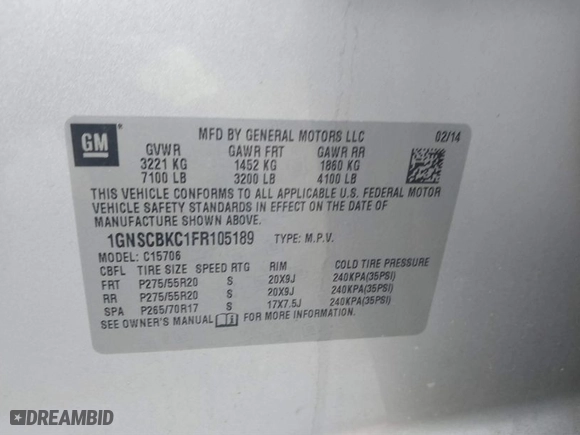 GM
MFD BY GENERAL MOTORS LLC 02/14
GVWR GAWR FRT GAWR RR
3221 KG 1452 KG 1860 KG
7100 LB 3200 LB 4100 LB
THIS VEHICLE CONFORMS TO ALL APPLICABLE U.S. FEDERAL MOTOR
VEHICLE SAFETY STANDARDS IN EFFECT ON THE DATE OF
MANUFACTURE SHOWN ABOVE.
1GNSCBKC1FR105189 TYPE: M.P.V.
MODEL: C15706
CBFL TIRE SIZE SPEED RTG RIM COLD TIRE PRESSURE
FRT P275/55R20 S 20X9J 240KPA(35PSI)
RR P275/55R20 S 20X9J 240KPA(35PSI)
SPA P265/70R17 S 17X7.5J 240KPA(35PSI)
SEE OWNER'S MANUAL FOR MORE INFORMATION.
DREAMBID